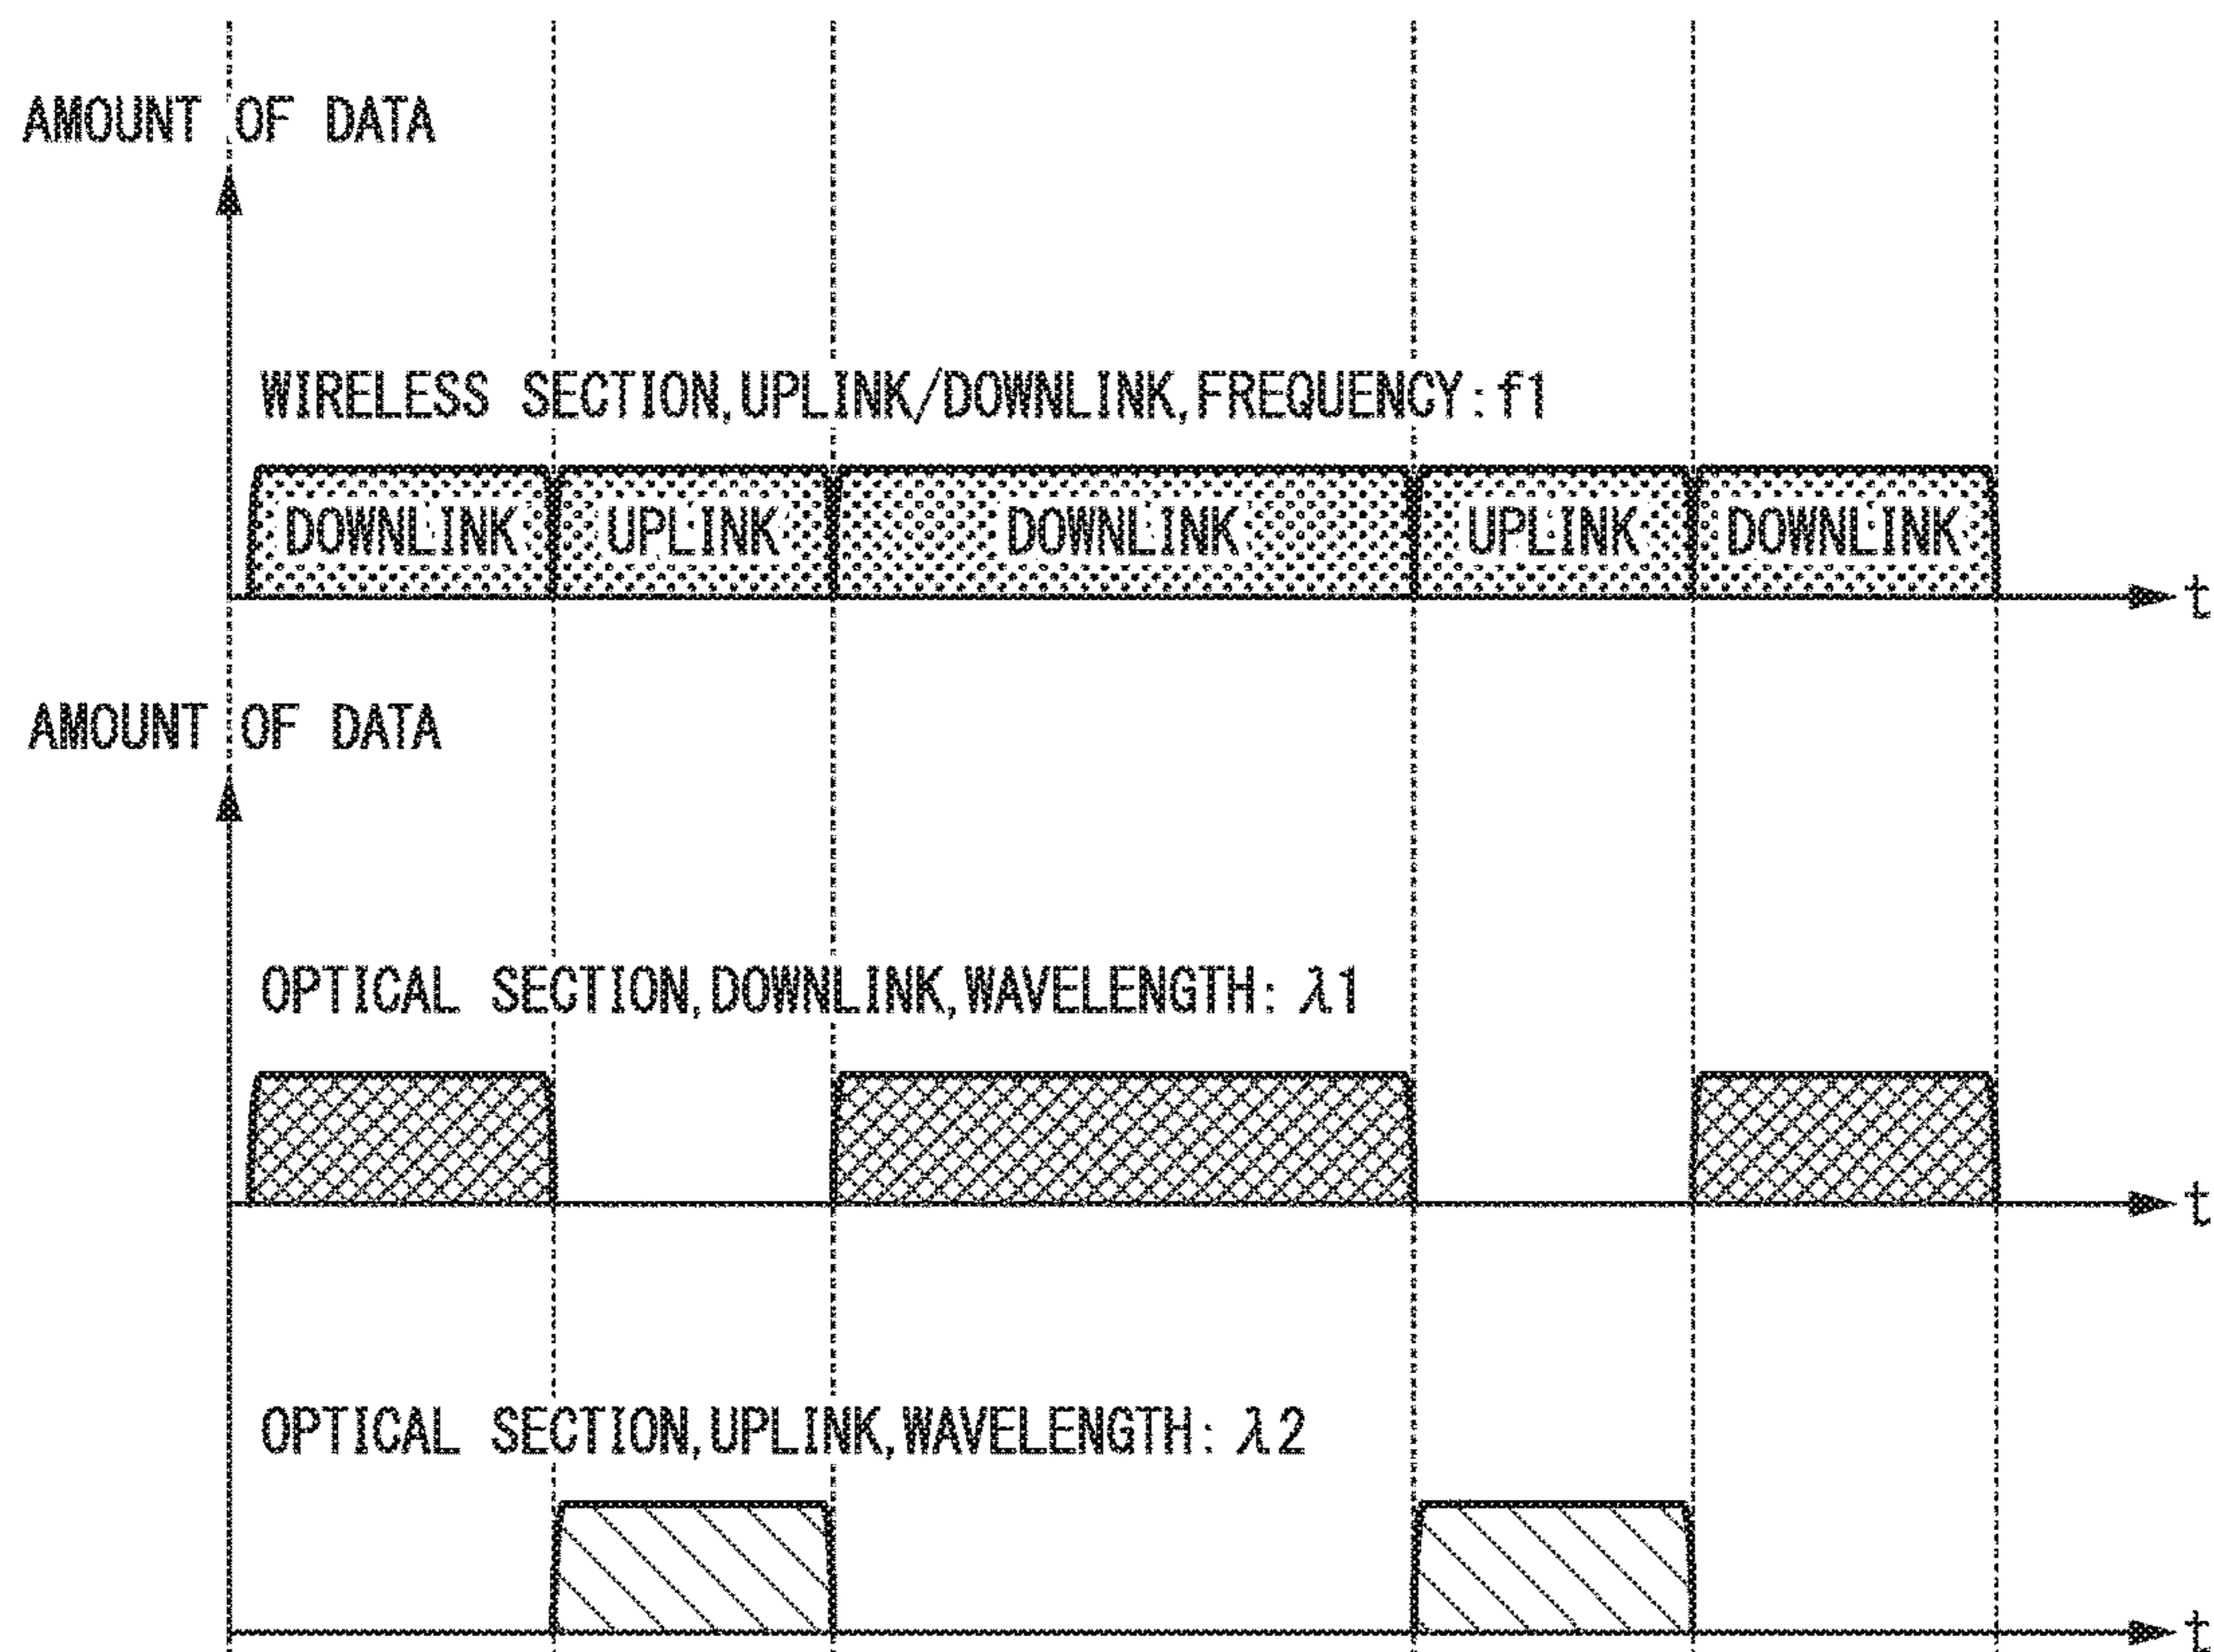 AMOUNT OF DATA
WIRELESS SECTION,UPLINK/DOWNLINK,FREQUENCY:f1
DOWNLINK UPLINK DOWNLINK UPLINK DOWNLINK
t
AMOUNT OF DATA
OPTICAL SECTION,DOWNLINK,WAVELENGTH: λ1
t
OPTICAL SECTION,UPLINK,WAVELENGTH: λ2
t